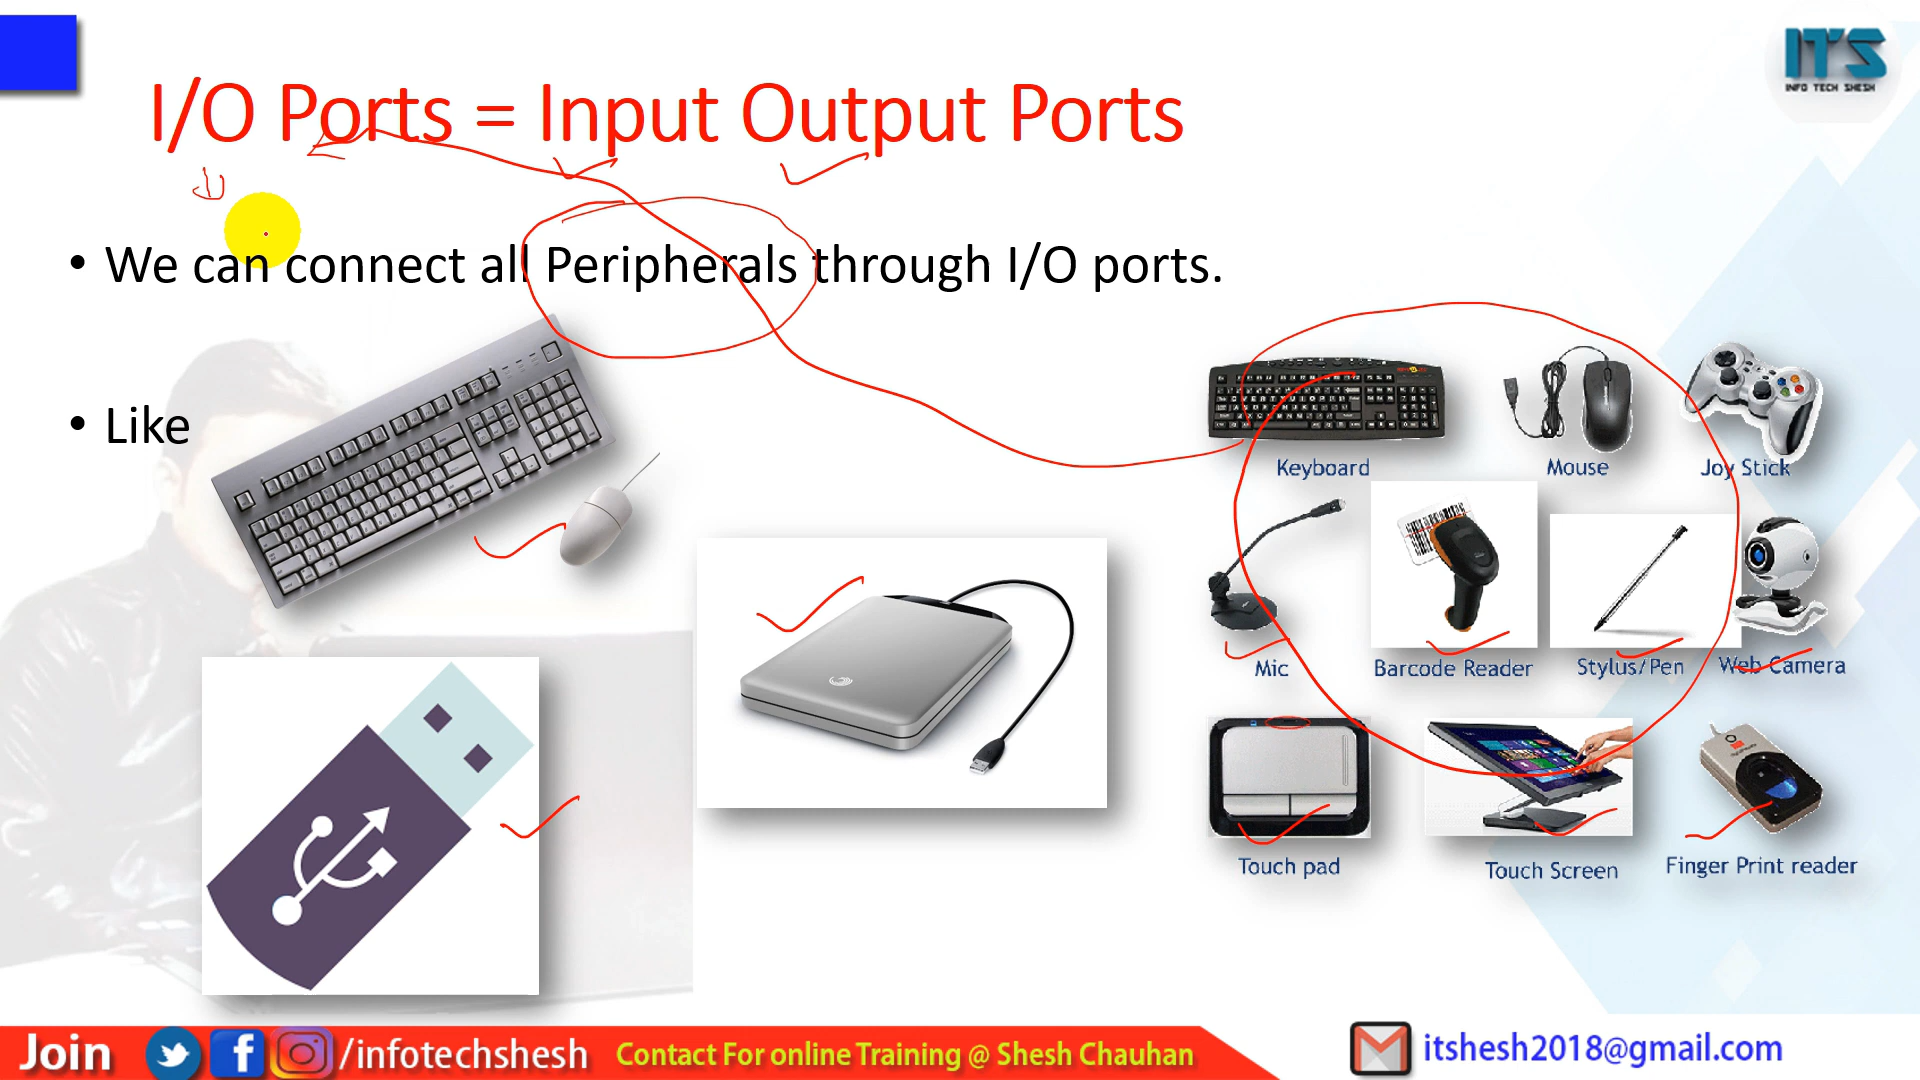 ITS
INFO TECH SHESH
I/O Ports = Input Output Ports
• We can connect all Peripherals through I/O ports.
• Like
Keyboard
Mouse
Joy Stick
Mic
Barcode Reader
Stylus/Pen
Web Camera
Touch pad
Touch Screen
Finger Print reader
Join
/infotechshesh
Contact For online Training @ Shesh Chauhan
itshesh2018@gmail.com